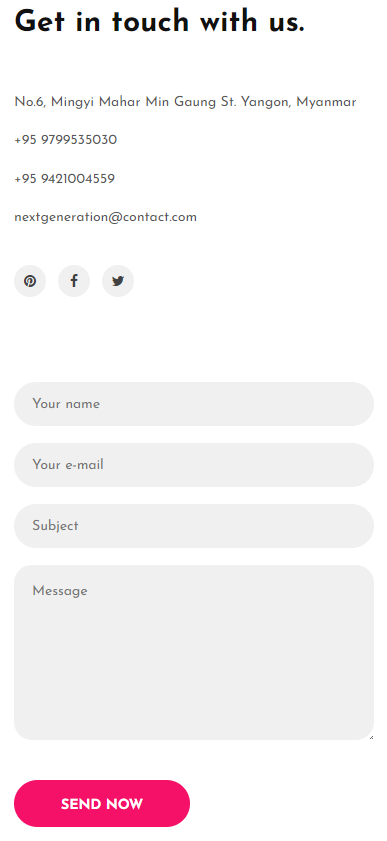 Get in touch with us.
No.6, Mingyi Mahar Min Gaung St. Yangon, Myanmar
+95 9799535030
+95 9421004559
nextgeneration@contact.com
Your name
Your e-mail
Subject
Message
SEND NOW